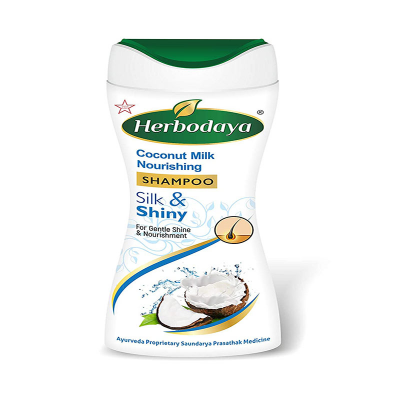 Herbodaya
®
Coconut Milk
Nourishing
SHAMPOO
Silk &
Shiny
For Gentle Shine
& Nourishment
Ayurveda Proprietary Saundarya Prasathak Medicine